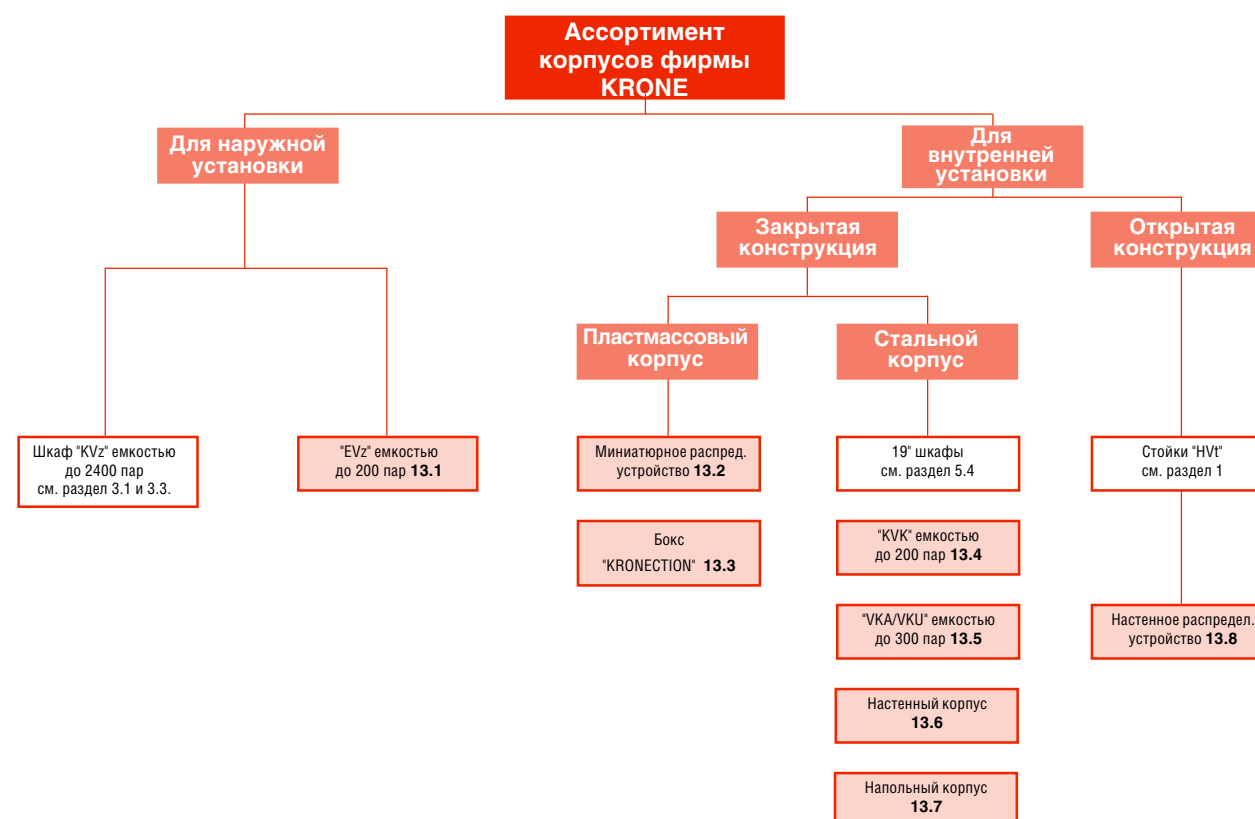 Ассортимент
корпусов фирмы
KRONE
Для наружной
установки
Для
внутренней
установки
Закрытая
конструкция
Открытая
конструкция
Пластмассовый
корпус
Стальной
корпус
Шкаф "KVz" емкостью
до 2400 пар
см. раздел 3.1 и 3.3.
"EVz" емкостью
до 200 пар 13.1
Миниатюрное распред.
устройство 13.2
19" шкафы
см. раздел 5.4
Стойки "HVt"
см. раздел 1
Бокс
"KRONECTION" 13.3
"KVK" емкостью
до 200 пар 13.4
"VKA/VKU" емкостью
до 300 пар 13.5
Настенное распредел.
устройство 13.8
Настенный корпус
13.6
Напольный корпус
13.7